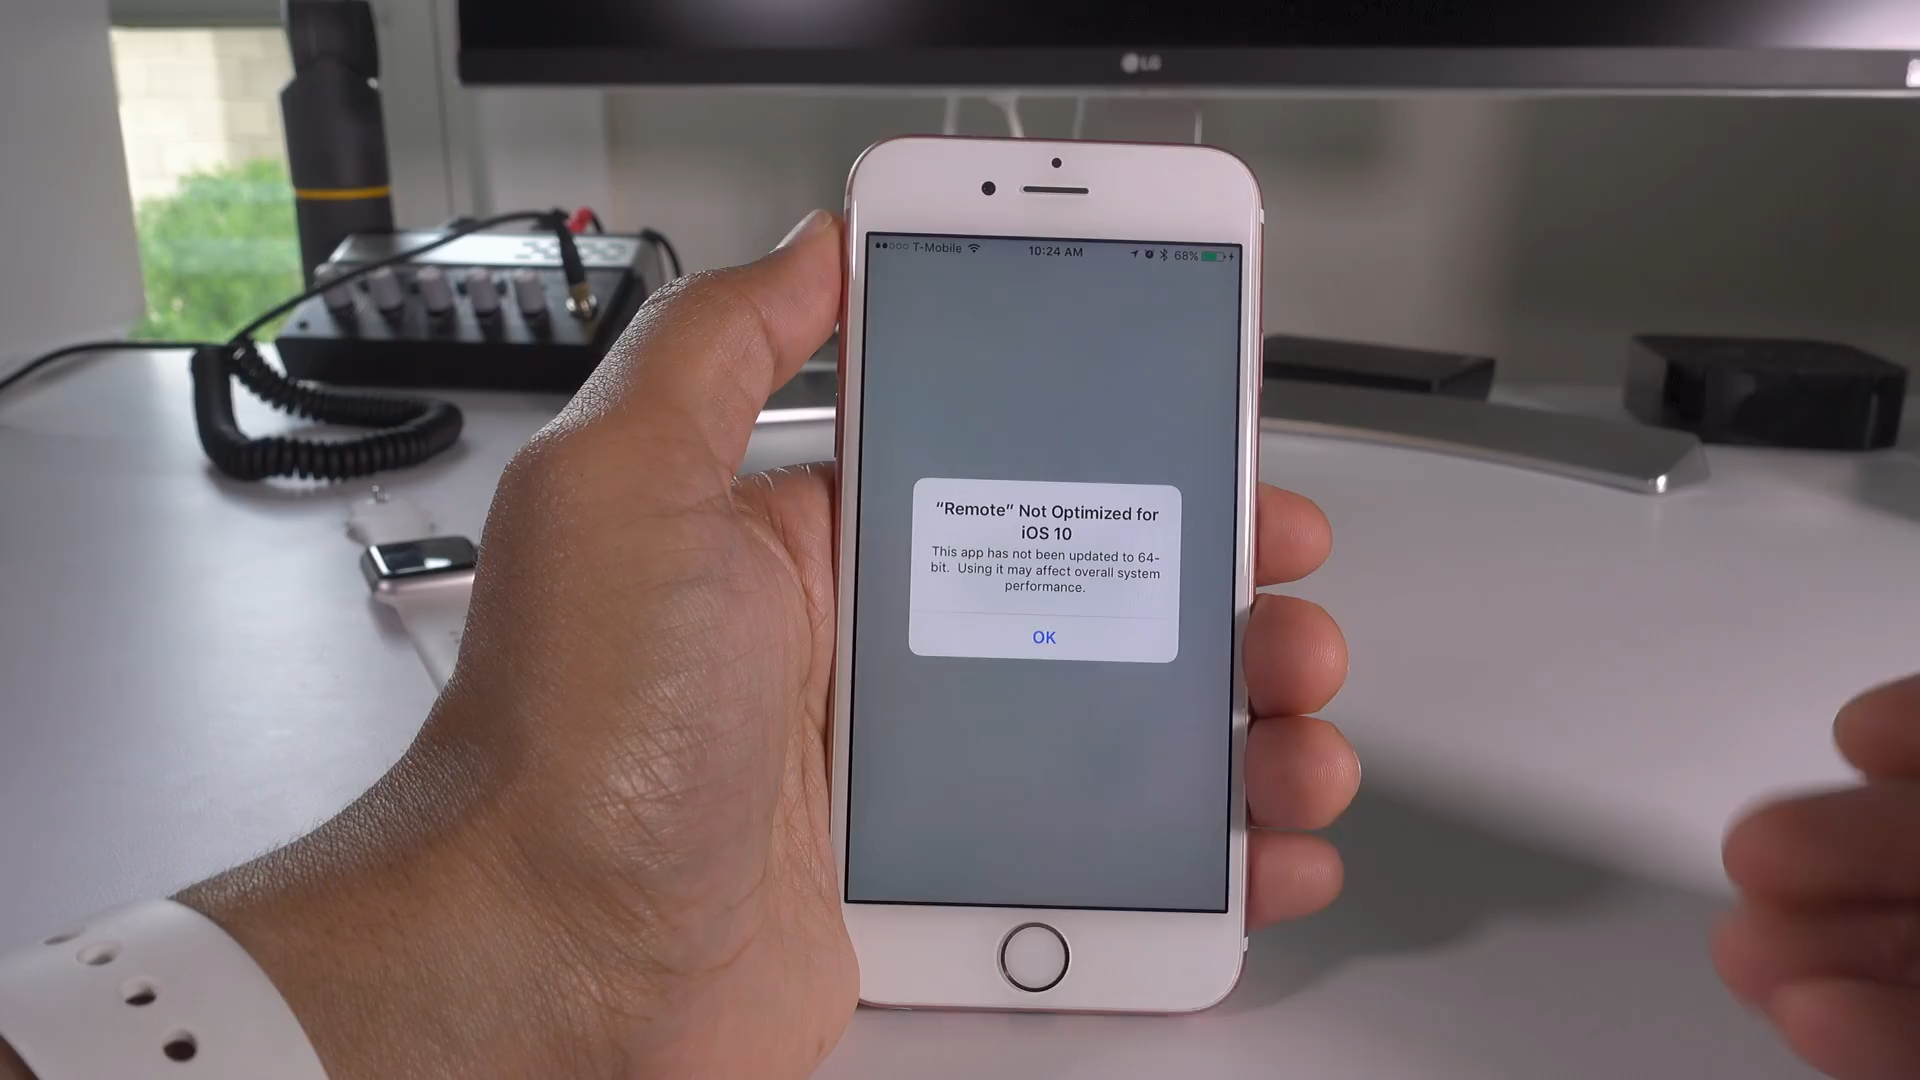 LG
T-Mobile 10:24 AM 68%
“Remote” Not Optimized for
iOS 10
This app has not been updated to 64-
bit. Using it may affect overall system
performance.
OK